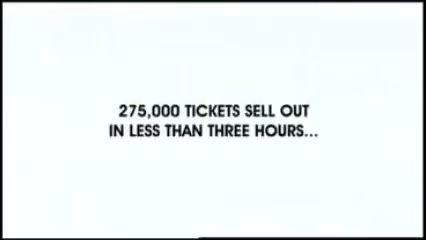 275,000 TICKETS SELL OUT
IN LESS THAN THREE HOURS...